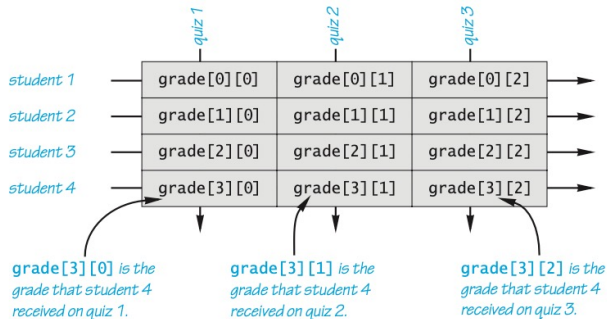 quiz 1 quiz 2 quiz 3
student 1 grade[0][0] grade[0][1] grade[0][2]
student 2 grade[1][0] grade[1][1] grade[1][2]
student 3 grade[2][0] grade[2][1] grade[2][2]
student 4 grade[3][0] grade[3][1] grade[3][2]
grade[3][0] is the
grade that student 4
received on quiz 1.
grade[3][1] is the
grade that student 4
received on quiz 2.
grade[3][2] is the
grade that student 4
received on quiz 3.